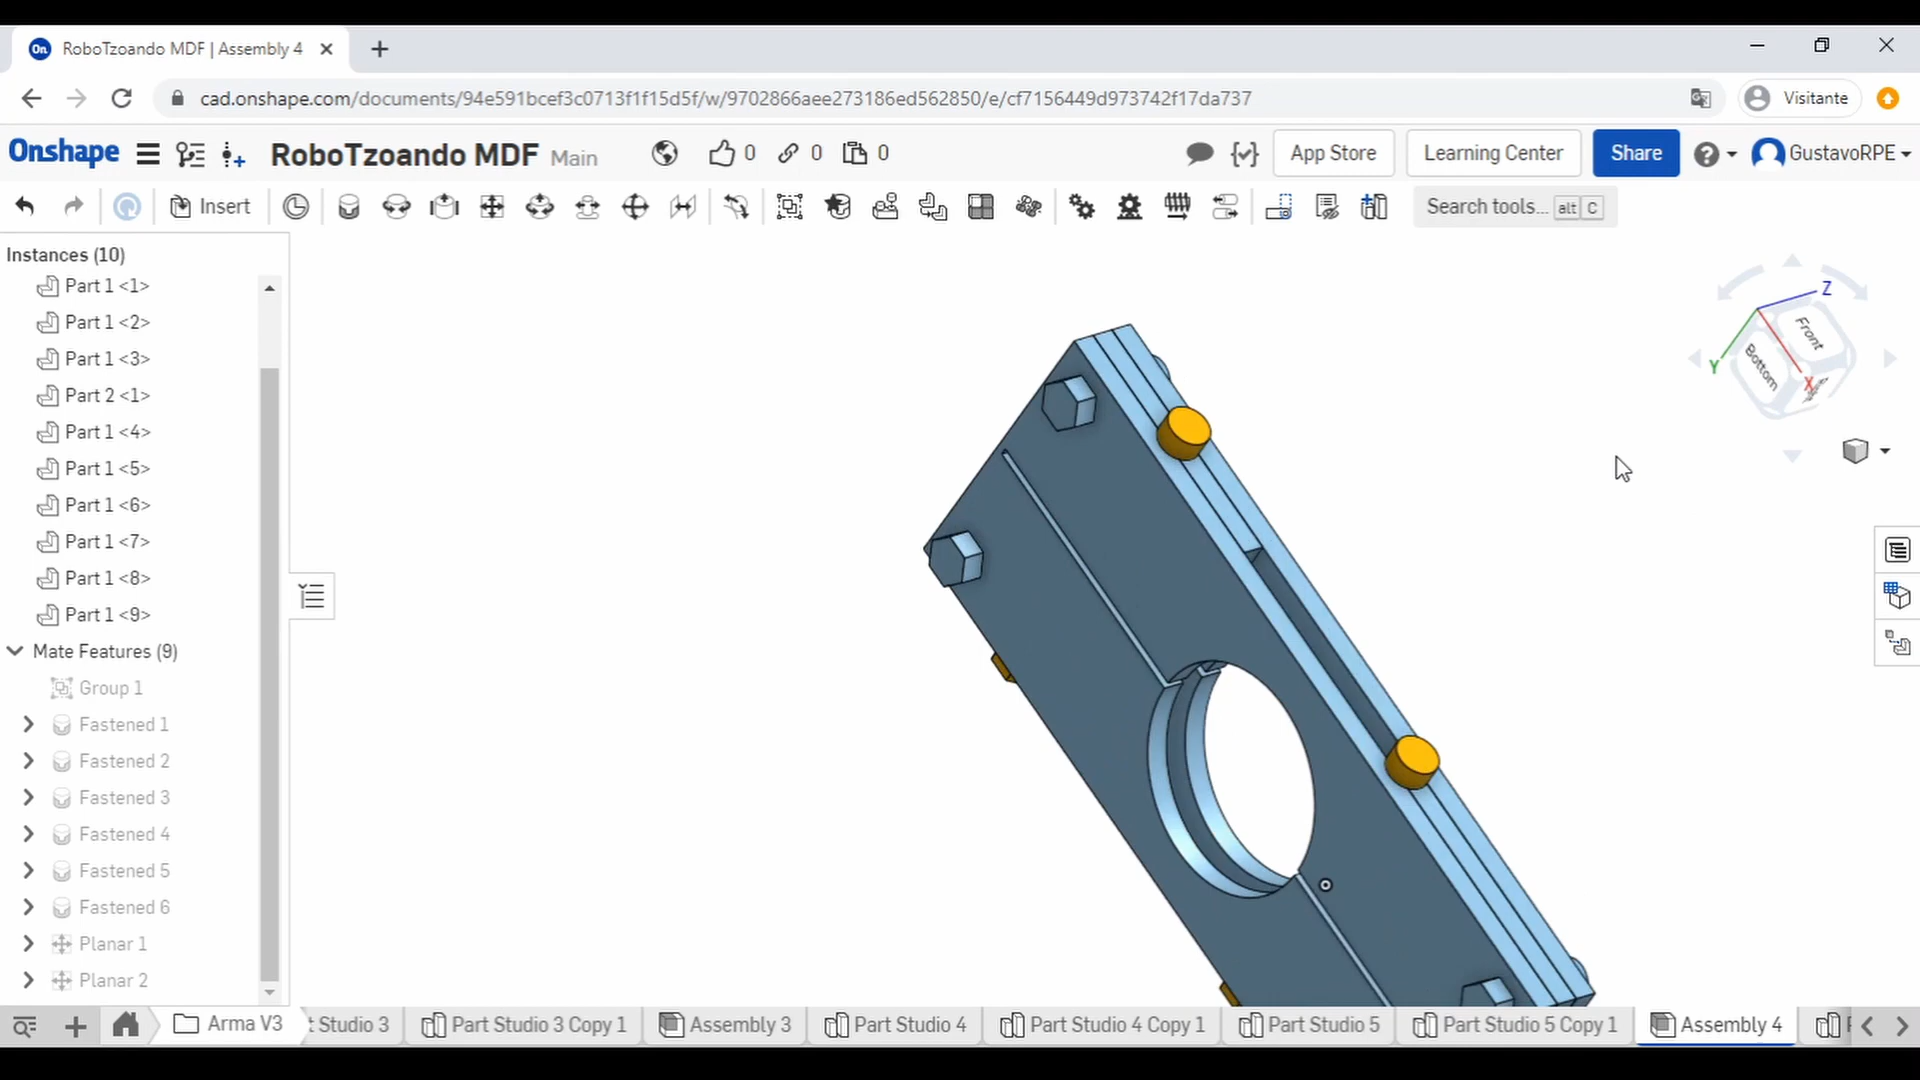 On RoboTzoando MDF | Assembly 4
cad.onshape.com/documents/94e591bcef3c0713f1f15d5f/w/9702866aee273186ed562850/e/cf7156449d973742f17da737
Visitante
Onshape
RoboTzoando MDF Main
0 0 0
App Store
Learning Center
Share
GustavoRPE
Insert
Search tools... alt C
Instances (10)
Part 1 <1>
Part 1 <2>
Part 1 <3>
Part 2 <1>
Part 1 <4>
Part 1 <5>
Part 1 <6>
Part 1 <7>
Part 1 <8>
Part 1 <9>
Mate Features (9)
Group 1
Fastened 1
Fastened 2
Fastened 3
Fastened 4
Fastened 5
Fastened 6
Planar 1
Planar 2
Z
Front
Y
Bottom
X
Arma V3
t Studio 3
Part Studio 3 Copy 1
Assembly 3
Part Studio 4
Part Studio 4 Copy 1
Part Studio 5
Part Studio 5 Copy 1
Assembly 4